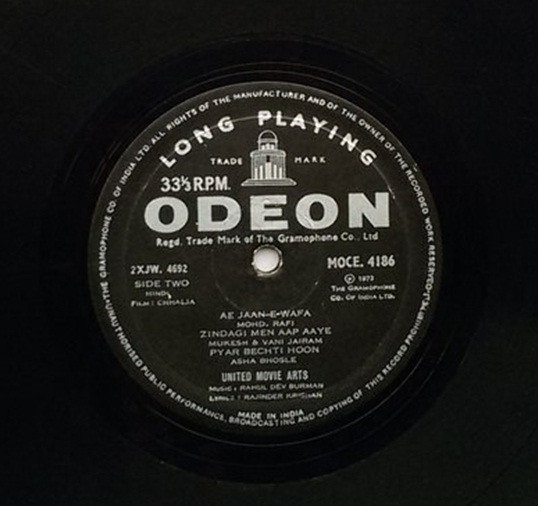 THE GRAMOPHONE CO. OF INDIA LTD. ALL RIGHTS OF THE MANUFACTURER AND OF THE OWNER OF THE RECORDED WORK RESERVED. UNAUTHORISED PUBLIC PERFORMANCE, BROADCASTING AND COPYING OF THIS RECORD PROHIBITED
LONG PLAYING
TRADE MARK
33⅓ R.P.M.
ODEON
Regd. Trade Mark of The Gramophone Co., Ltd
2XJW. 4692
MOCE. 4186
SIDE TWO
℗ 1973
HINDI
THE GRAMOPHONE
FILM: CHHALIA
CO. OF INDIA LTD.
AE JAAN-E-WAFA
MOHD. RAFI
ZINDAGI MEN AAP AAYE
MUKESH & VANI JAIRAM
PYAR BECHTI HOON
ASHA BHOSLE
UNITED MOVIE ARTS
MUSIC: RAHUL DEV BURMAN
LYRICS: RAJINDER KRISHAN
MADE IN INDIA